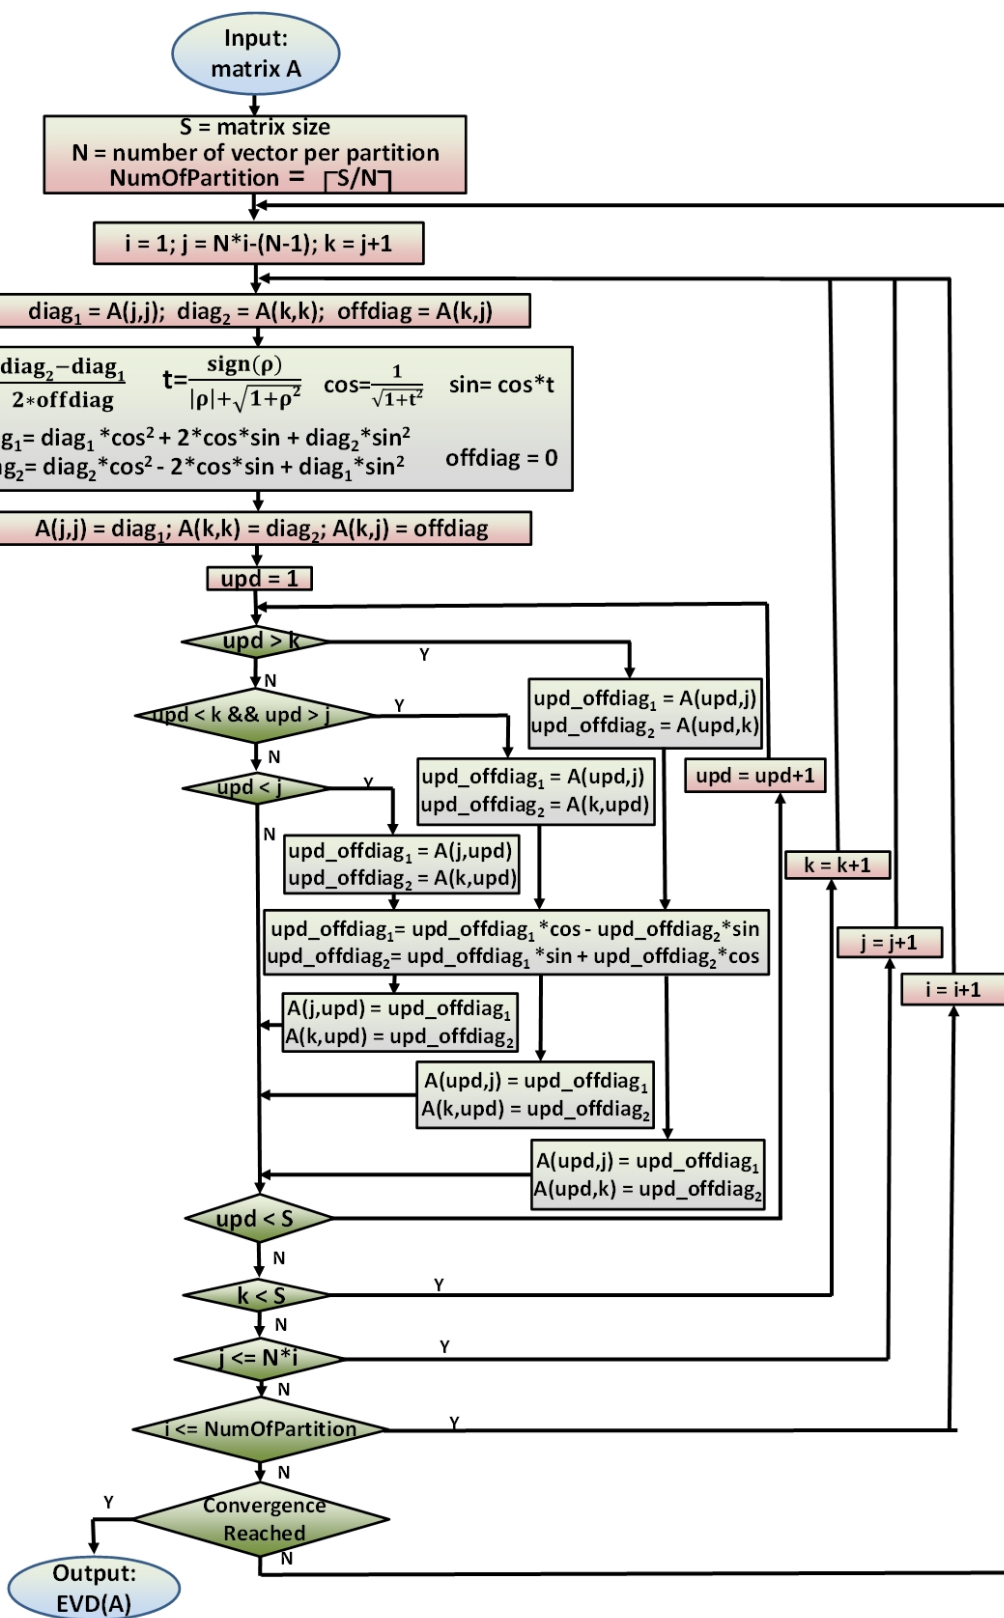 Input:
matrix A
S = matrix size
N = number of vector per partition
NumOfPartition = ⌈S/N⌉
i = 1; j = N*i-(N-1); k = j+1
diag₁ = A(j,j); diag₂ = A(k,k); offdiag = A(k,j)
diag₂−diag₁ / 2*offdiag t= sign(ρ) / |ρ|+√1+ρ² cos= 1 / √1+t² sin= cos*t
g₁= diag₁*cos² + 2*cos*sin + diag₂*sin²
g₂= diag₂*cos² - 2*cos*sin + diag₁*sin²
offdiag = 0
A(j,j) = diag₁; A(k,k) = diag₂; A(k,j) = offdiag
upd = 1
upd > k
Y
N
upd_offdiag₁ = A(upd,j)
upd_offdiag₂ = A(upd,k)
upd < k && upd > j
Y
N
upd_offdiag₁ = A(upd,j)
upd_offdiag₂ = A(k,upd)
upd = upd+1
upd < j
Y
N
upd_offdiag₁ = A(j,upd)
upd_offdiag₂ = A(k,upd)
k = k+1
upd_offdiag₁= upd_offdiag₁*cos - upd_offdiag₂*sin
upd_offdiag₂= upd_offdiag₁*sin + upd_offdiag₂*cos
j = j+1
i = i+1
A(j,upd) = upd_offdiag₁
A(k,upd) = upd_offdiag₂
A(upd,j) = upd_offdiag₁
A(k,upd) = upd_offdiag₂
A(upd,j) = upd_offdiag₁
A(upd,k) = upd_offdiag₂
upd < S
N
k < S
Y
N
j <= N*i
Y
N
i <= NumOfPartition
Y
N
Convergence
Reached
Y
N
Output:
EVD(A)